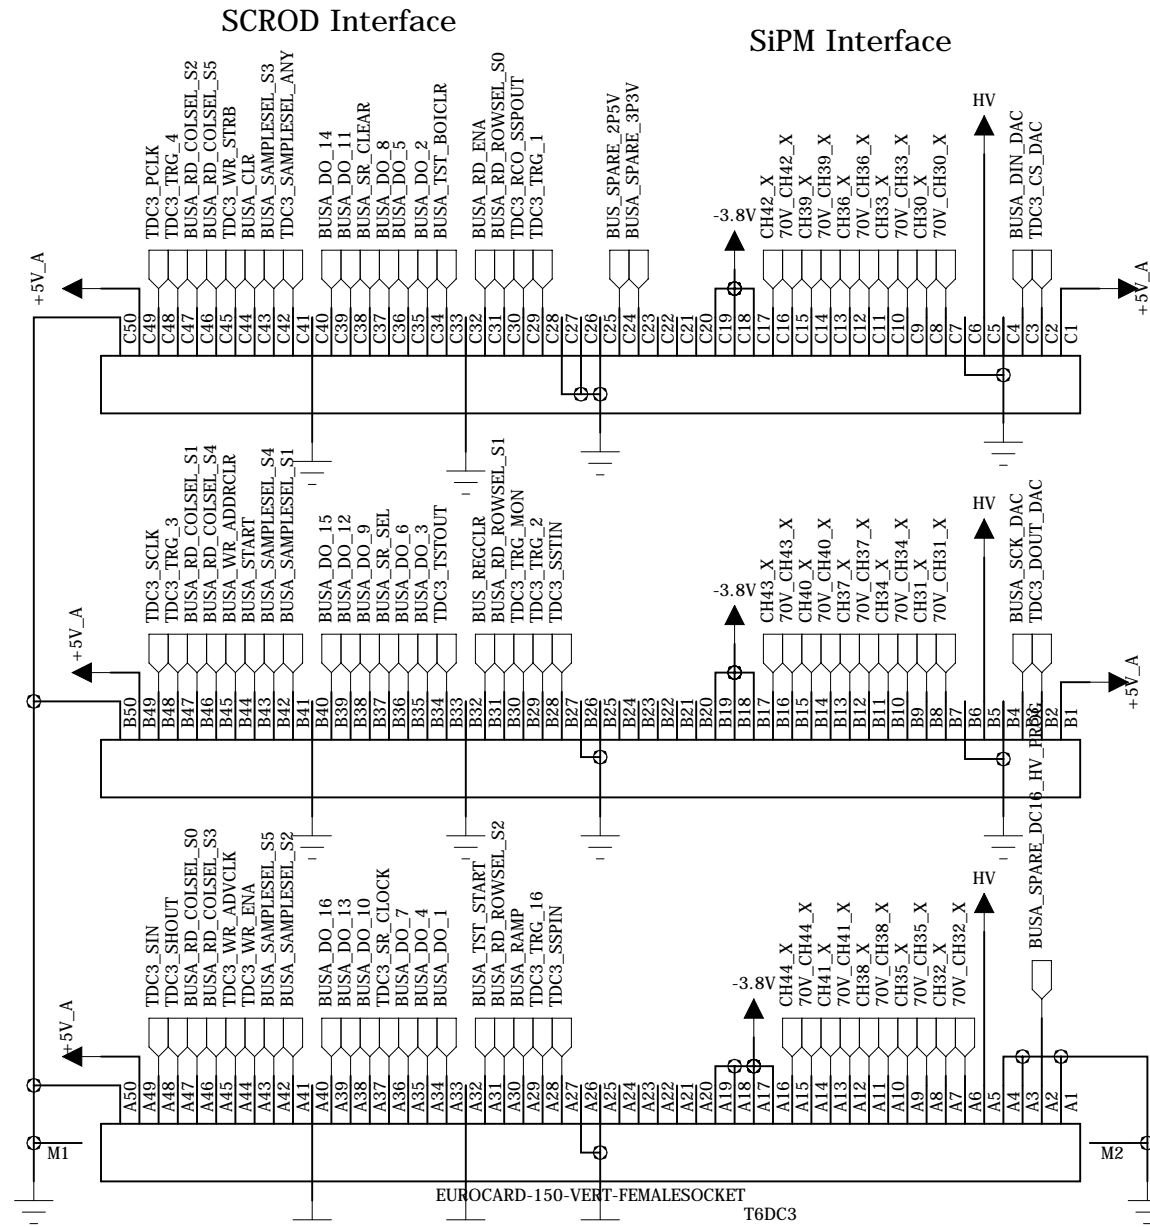 SCROD Interface
SiPM Interface
TDC3_PCLK
TDC3_TRG_4
BUSA_RD_COLSEL_S2
BUSA_RD_COLSEL_S5
TDC3_WR_STRB
BUSA_CLR
BUSA_SAMPLESEL_S3
TDC3_SAMPLESEL_ANY
BUSA_DO_14
BUSA_DO_11
BUSA_SR_CLEAR
BUSA_DO_8
BUSA_DO_5
BUSA_DO_2
BUSA_TST_BOICLR
BUSA_RD_ENA
BUSA_RD_ROWSEL_S0
TDC3_RCO_SSPOUT
TDC3_TRG_1
BUS_SPARE_2P5V
BUSA_SPARE_3P3V
-3.8V
CH42_X
70V_CH42_X
CH39_X
70V_CH39_X
CH36_X
70V_CH36_X
CH33_X
70V_CH33_X
CH30_X
70V_CH30_X
HV
BUSA_DIN_DAC
TDC3_CS_DAC
+5V_A
+5V_A
C50
C49
C48
C47
C46
C45
C44
C43
C42
C41
C40
C39
C38
C37
C36
C35
C34
C33
C32
C31
C30
C29
C28
C27
C26
C25
C24
C23
C22
C21
C20
C19
C18
C17
C16
C15
C14
C13
C12
C11
C10
C9
C8
C7
C6
C5
C4
C3
C2
C1
TDC3_SCLK
TDC3_TRG_3
BUSA_RD_COLSEL_S1
BUSA_RD_COLSEL_S4
BUSA_WR_ADDRCLR
BUSA_START
BUSA_SAMPLESEL_S4
BUSA_SAMPLESEL_S1
BUSA_DO_15
BUSA_DO_12
BUSA_DO_9
BUSA_SR_SEL
BUSA_DO_6
BUSA_DO_3
TDC3_TSTOUT
BUS_REGCLR
BUSA_RD_ROWSEL_S1
TDC3_TRG_MON
TDC3_TRG_2
TDC3_SSTIN
-3.8V
CH43_X
70V_CH43_X
CH40_X
70V_CH40_X
CH37_X
70V_CH37_X
CH34_X
70V_CH34_X
CH31_X
70V_CH31_X
HV
BUSA_SCK_DAC
TDC3_DOUT_DAC
+5V_A
+5V_A
B50
B49
B48
B47
B46
B45
B44
B43
B42
B41
B40
B39
B38
B37
B36
B35
B34
B33
B32
B31
B30
B29
B28
B27
B26
B25
B24
B23
B22
B21
B20
B19
B18
B17
B16
B15
B14
B13
B12
B11
B10
B9
B8
B7
B6
B5
B4
B2
B1
TDC3_SIN
TDC3_SHOUT
BUSA_RD_COLSEL_S0
BUSA_RD_COLSEL_S3
TDC3_WR_ADVCLK
TDC3_WR_ENA
BUSA_SAMPLESEL_S5
BUSA_SAMPLESEL_S2
BUSA_DO_16
BUSA_DO_13
BUSA_DO_10
TDC3_SR_CLOCK
BUSA_DO_7
BUSA_DO_4
BUSA_DO_1
BUSA_TST_START
BUSA_RD_ROWSEL_S2
BUSA_RAMP
TDC3_TRG_16
TDC3_SSPIN
-3.8V
CH44_X
70V_CH44_X
CH41_X
70V_CH41_X
CH38_X
70V_CH38_X
CH35_X
70V_CH35_X
CH32_X
70V_CH32_X
HV
BUSA_SPARE_DC16_HV_PROG
+5V_A
A50
A49
A48
A47
A46
A45
A44
A43
A42
A41
A40
A39
A38
A37
A36
A35
A34
A33
A32
A31
A30
A29
A28
A27
A26
A25
A24
A23
A22
A21
A20
A19
A18
A17
A16
A15
A14
A13
A12
A11
A10
A9
A8
A7
A6
A5
A4
A3
A2
A1
M1
M2
EUROCARD-150-VERT-FEMALESOCKET
T6DC3